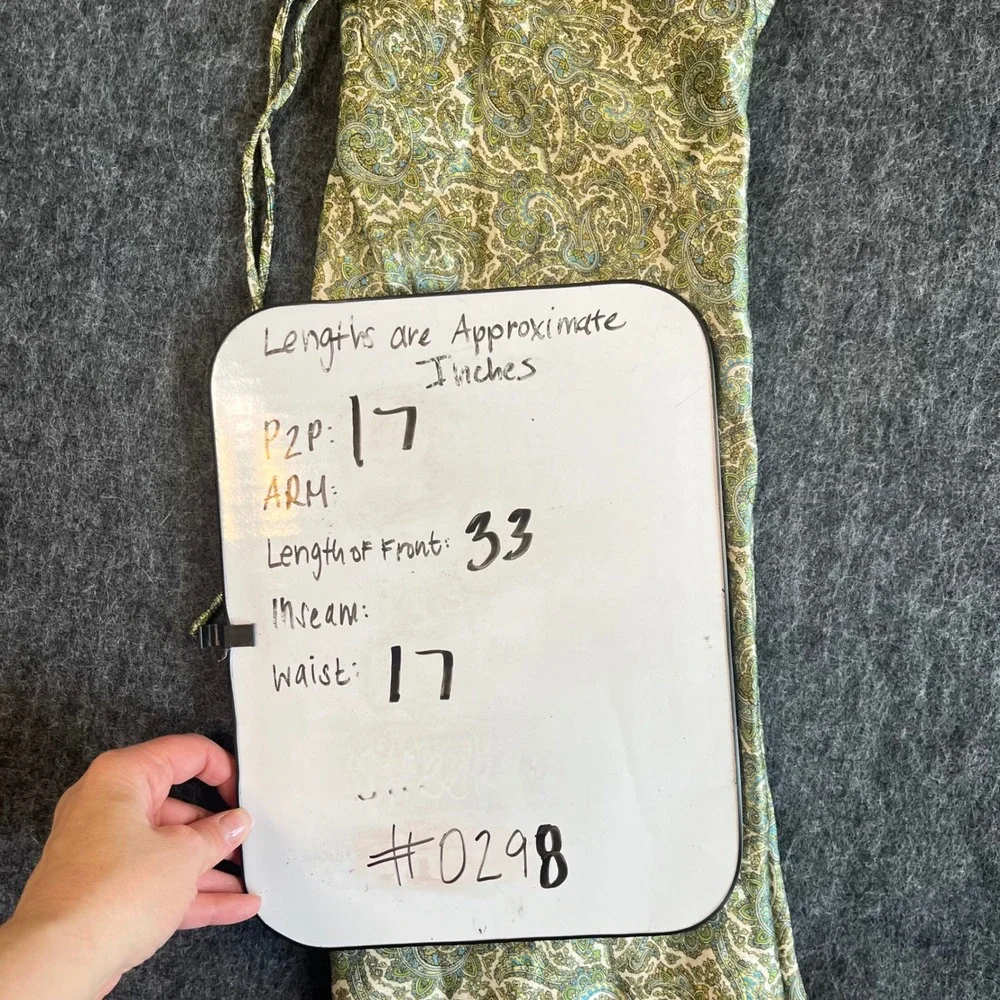 Lengths are Approximate
Inches
P2P: 17
ARM:
Length of Front: 33
Inseam:
Waist: 17
#0298